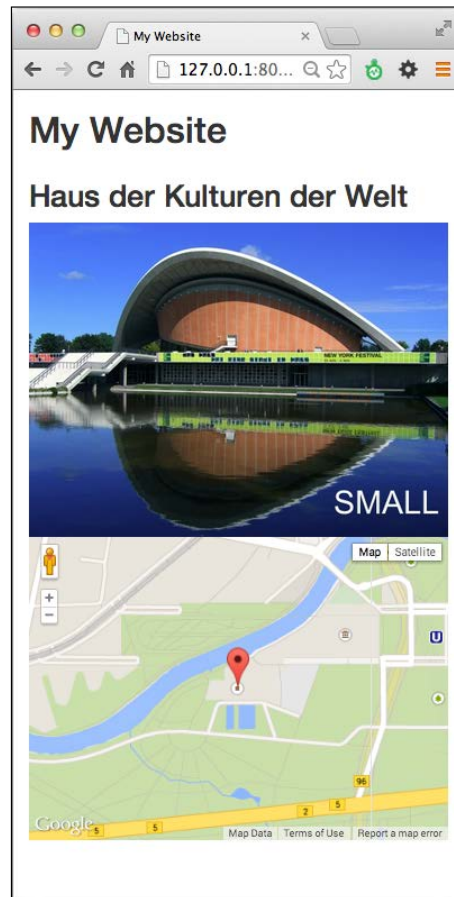 My Website
127.0.0.1:80...
My Website
Haus der Kulturen der Welt
NEW YORK FESTIVAL
SMALL
Map
Satellite
U
96
2
5
5
5
Google
Map Data
Terms of Use
Report a map error